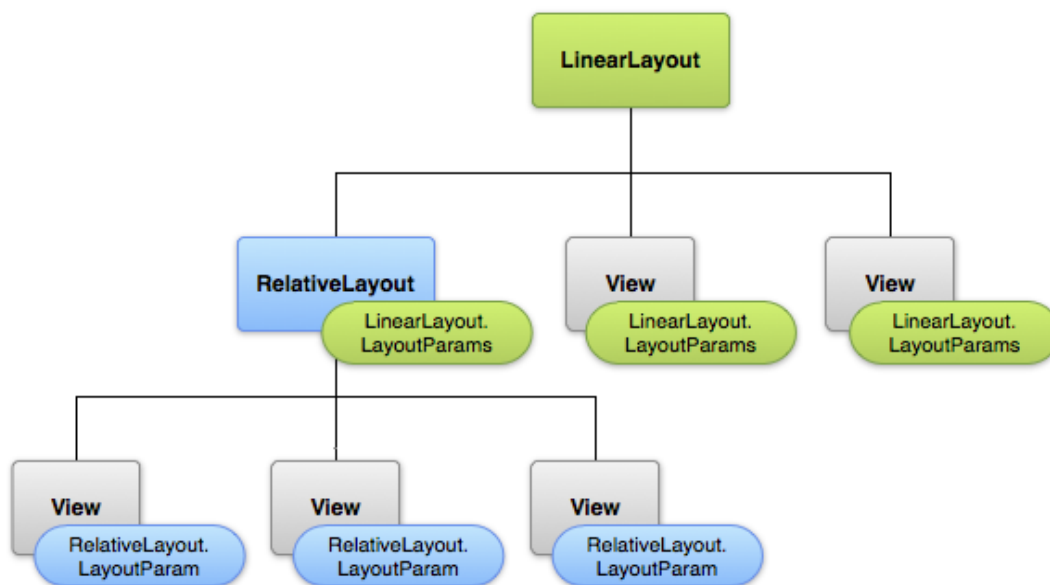 LinearLayout
RelativeLayout
LinearLayout.
LayoutParams
View
LinearLayout.
LayoutParams
View
LinearLayout.
LayoutParams
View
RelativeLayout.
LayoutParam
View
RelativeLayout.
LayoutParam
View
RelativeLayout.
LayoutParam